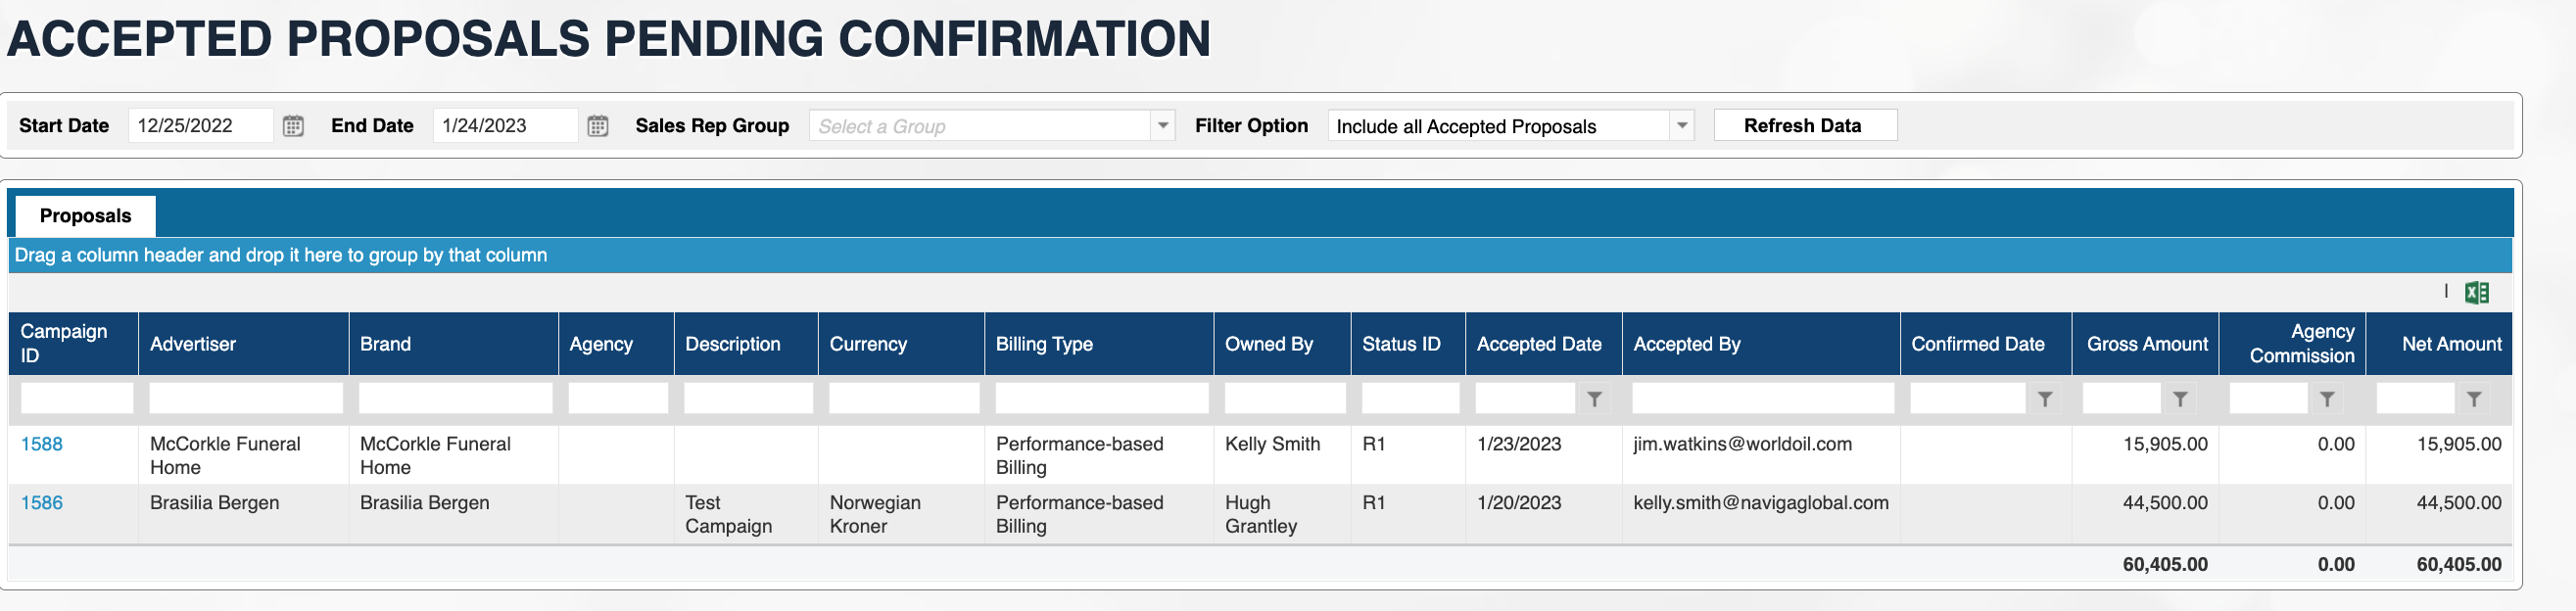 ACCEPTED PROPOSALS PENDING CONFIRMATION
Start Date 12/25/2022 End Date 1/24/2023 Sales Rep Group Select a Group Filter Option Include all Accepted Proposals Refresh Data
Proposals
Drag a column header and drop it here to group by that column
Campaign ID Advertiser Brand Agency Description Currency Billing Type Owned By Status ID Accepted Date Accepted By Confirmed Date Gross Amount Agency Commission Net Amount
1588 McCorkle Funeral Home McCorkle Funeral Home Performance-based Billing Kelly Smith R1 1/23/2023 jim.watkins@worldoil.com 15,905.00 0.00 15,905.00
1586 Brasilia Bergen Brasilia Bergen Test Campaign Norwegian Kroner Performance-based Billing Hugh Grantley R1 1/20/2023 kelly.smith@navigaglobal.com 44,500.00 0.00 44,500.00
60,405.00 0.00 60,405.00